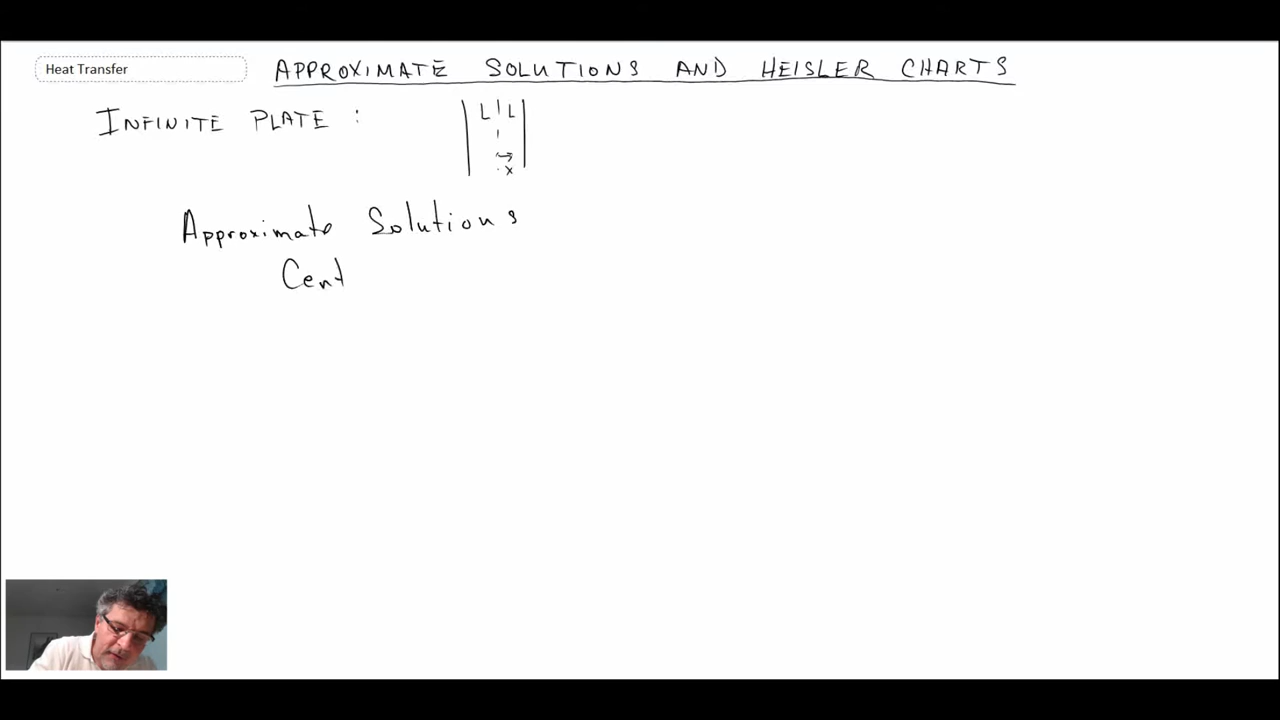 Heat Transfer
APPROXIMATE SOLUTIONS AND HEISLER CHARTS
INFINITE PLATE :
L L
x
Approximate Solutions
Cent